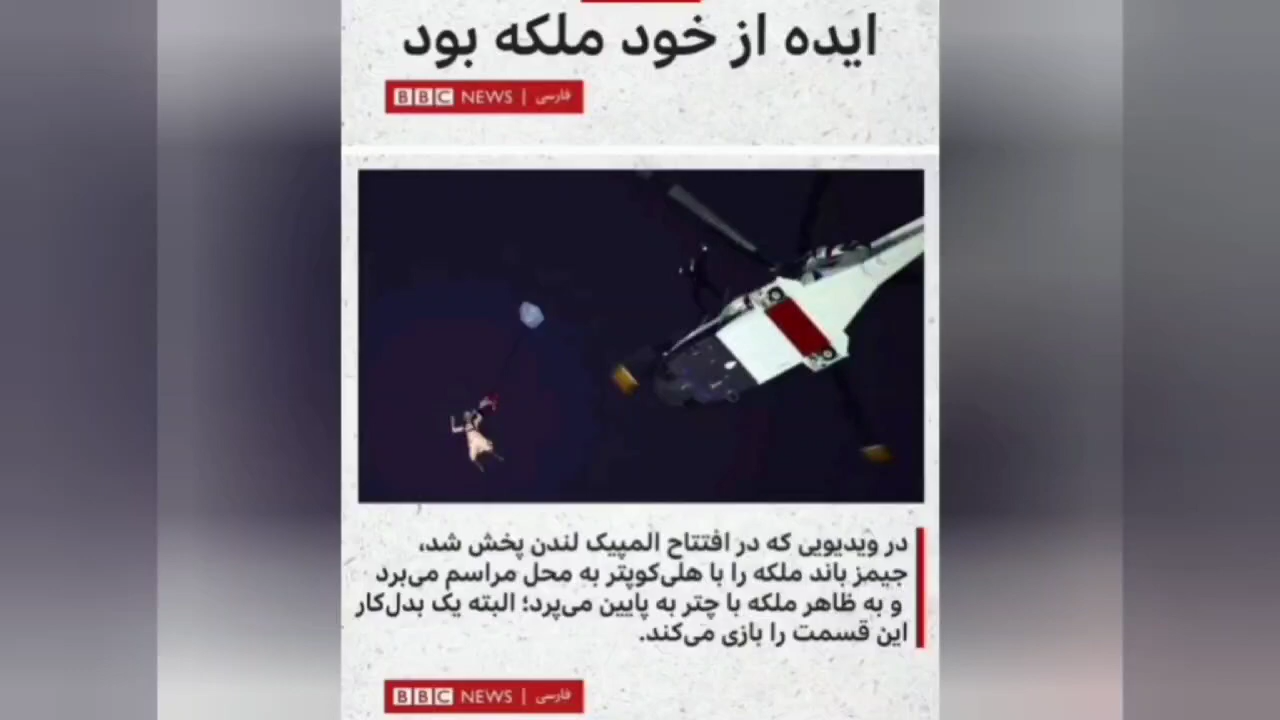 ایده از خود ملکه بود
BBC NEWS | فارسی
در ویدیویی که در افتتاح المپیک لندن پخش شد،
جیمز باند ملکه را با هلی‌کوپتر به محل مراسم می‌برد
و به ظاهر ملکه با چتر به پایین می‌پرد؛ البته یک بدل‌کار
این قسمت را بازی می‌کند.
BBC NEWS | فارسی